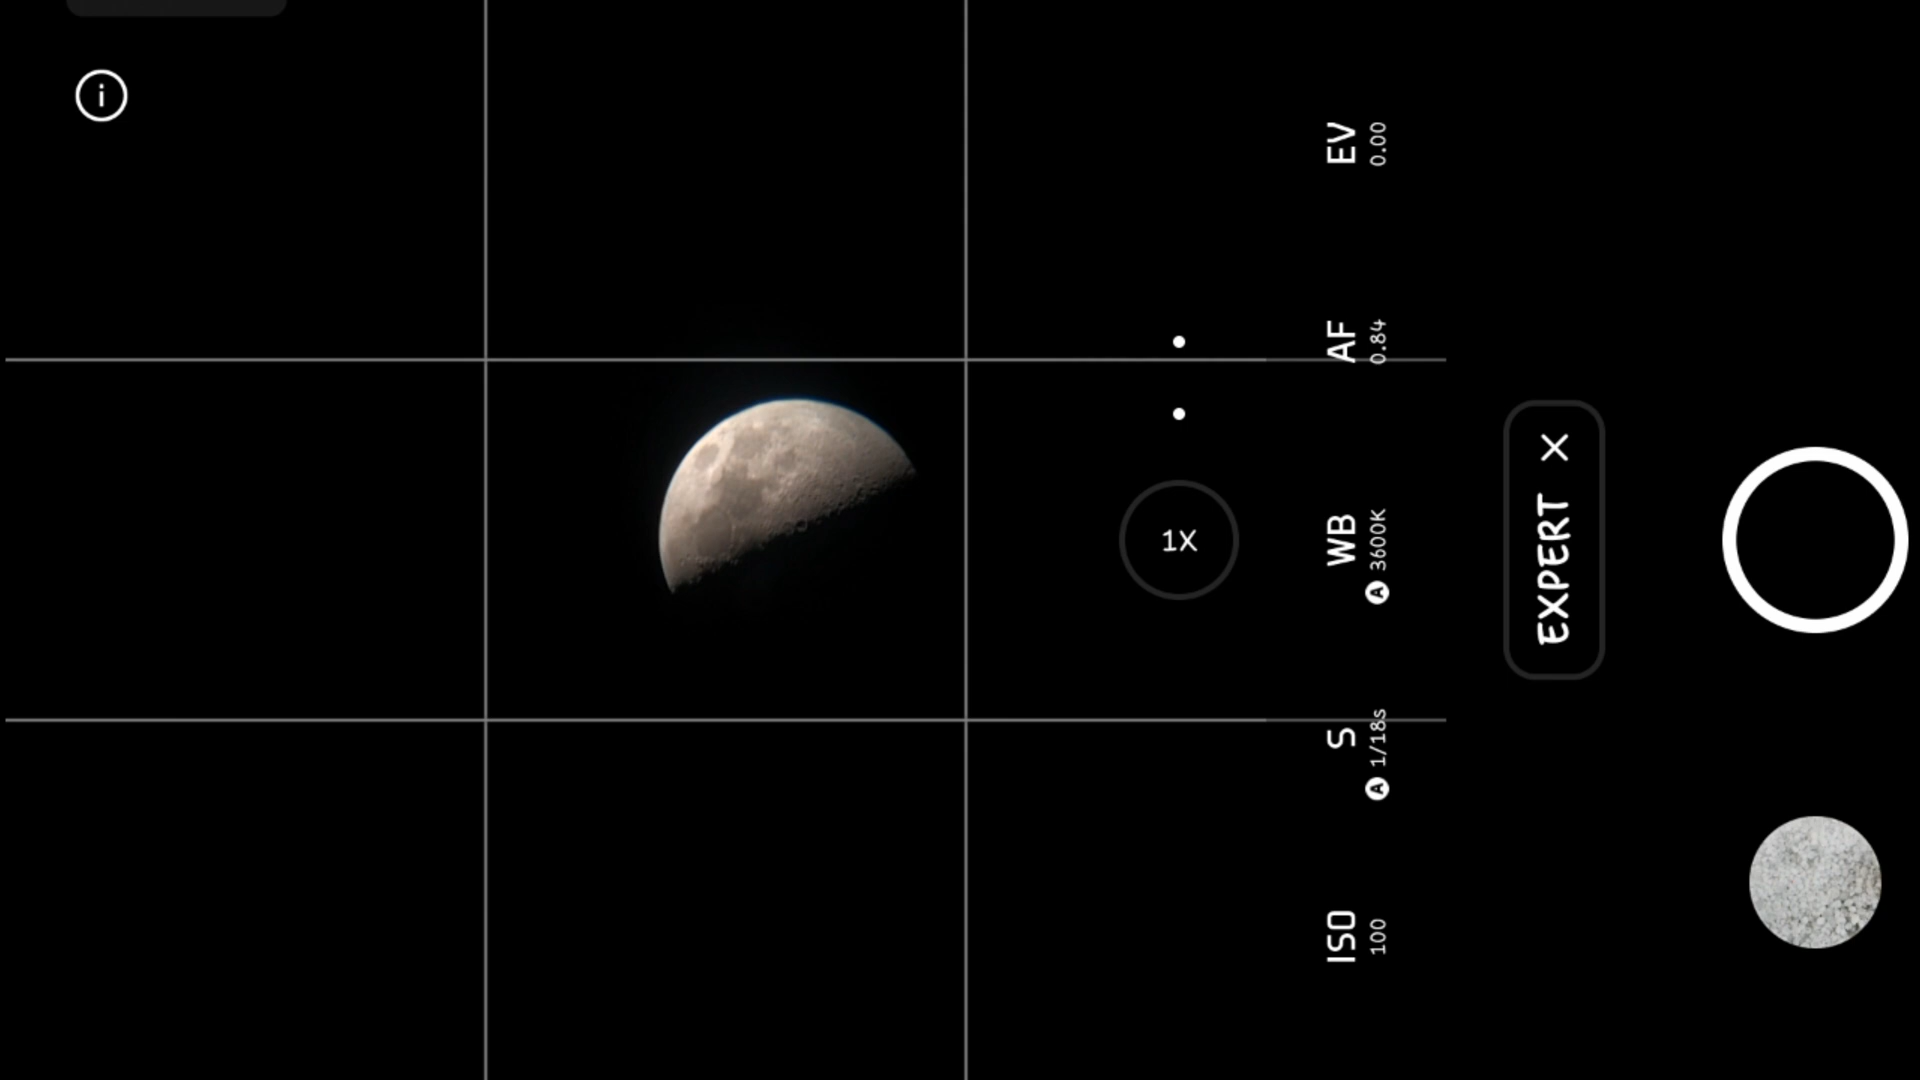 i
EV
0.00
AF
0.84
1X
WB
A 3600K
EXPERT X
S
A 1/18s
ISO
100